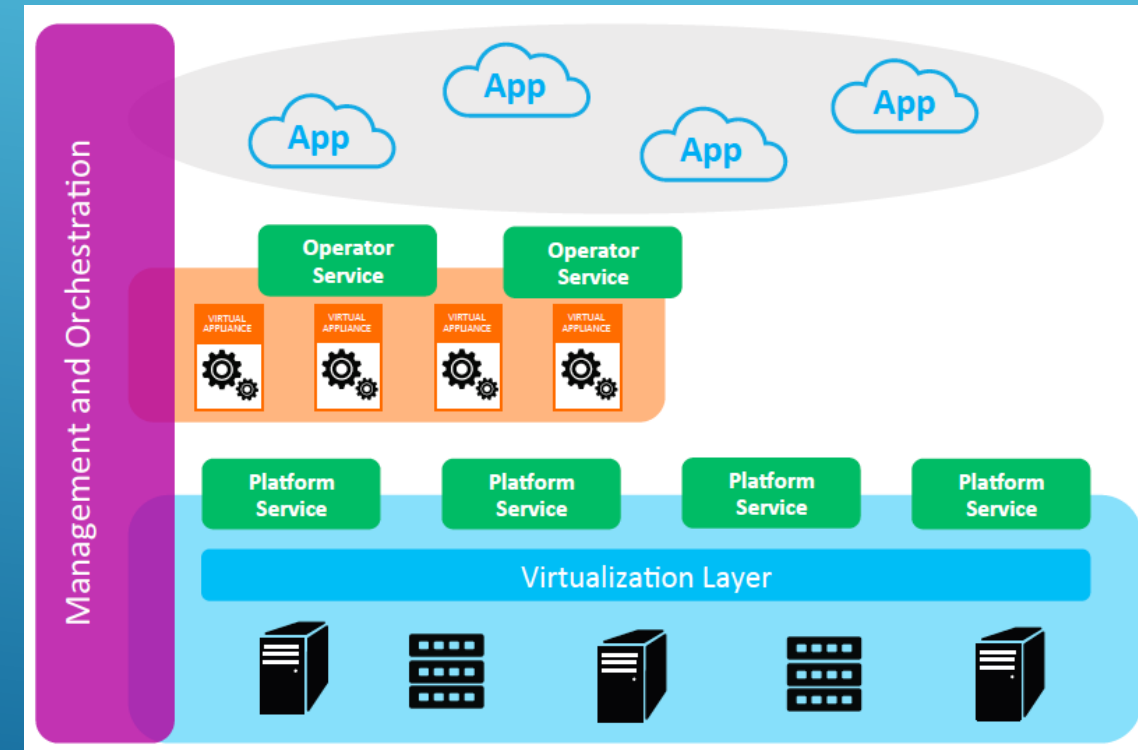 Management and Orchestration
App
App
App
App
Operator
Service
Operator
Service
VIRTUAL
APPLIANCE
VIRTUAL
APPLIANCE
VIRTUAL
APPLIANCE
VIRTUAL
APPLIANCE
Platform
Service
Platform
Service
Platform
Service
Platform
Service
Virtualization Layer